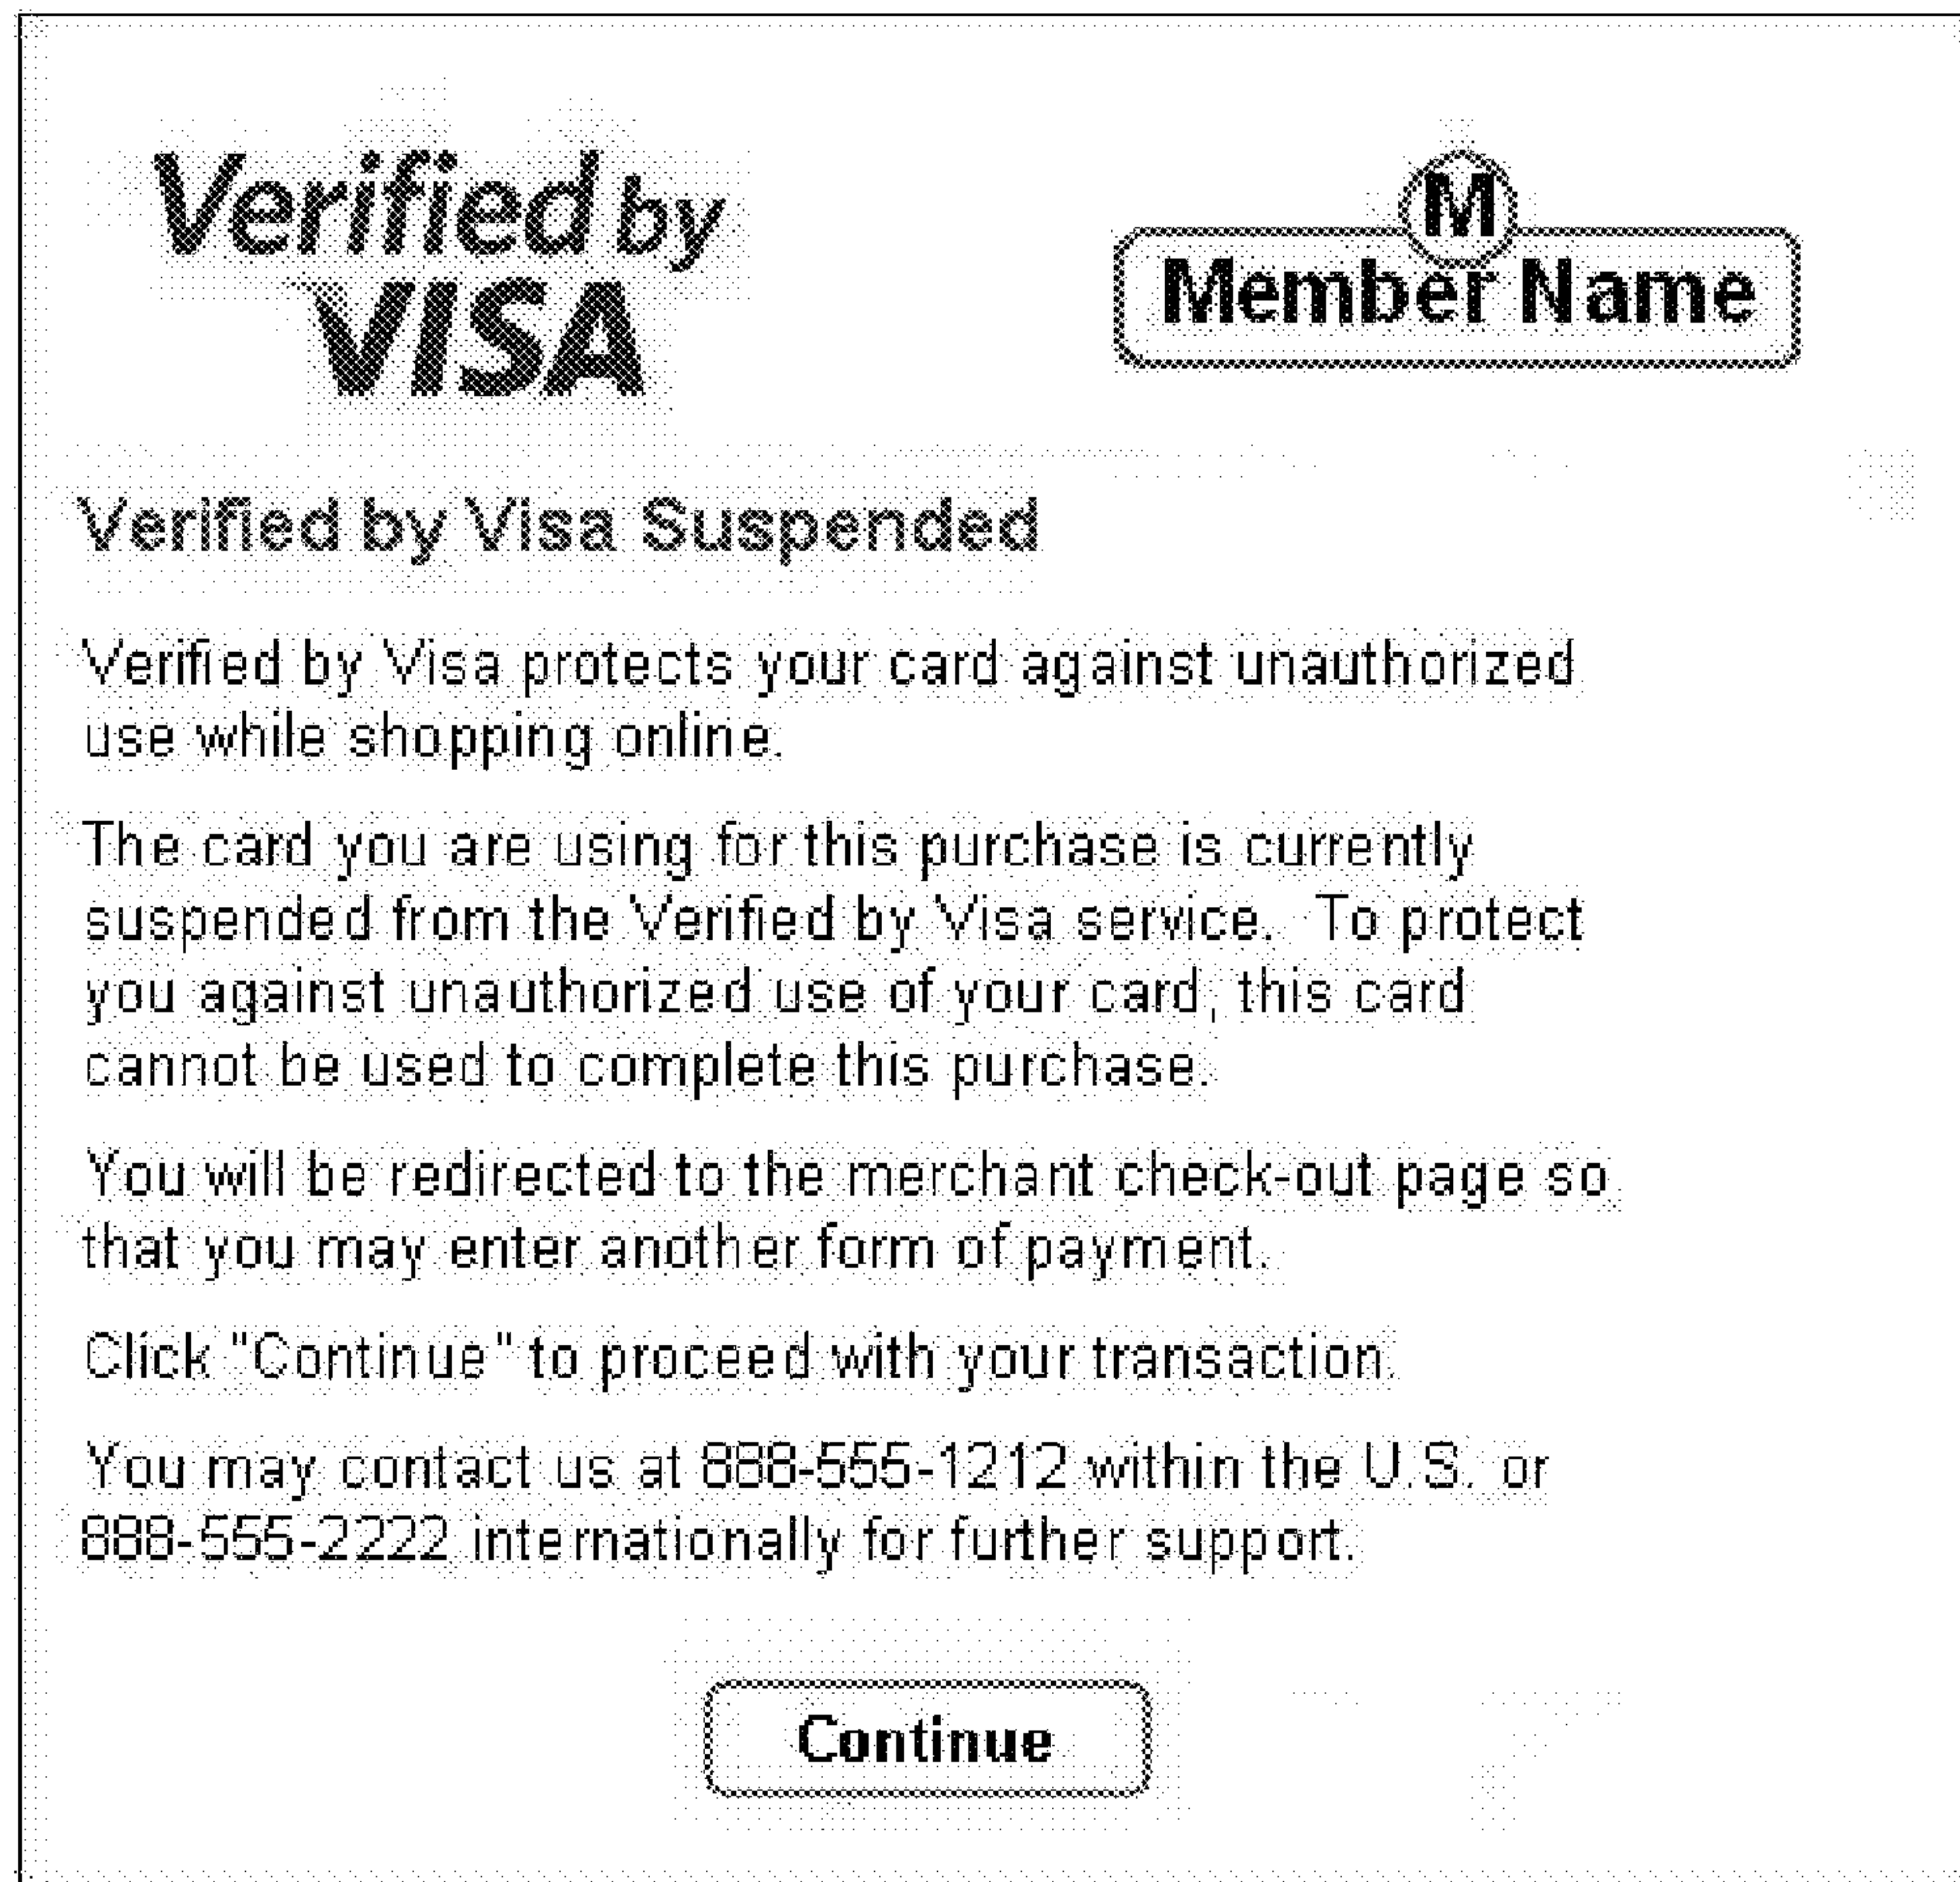 Verified by
VISA
M
Member Name
Verified by Visa Suspended
Verified by Visa protects your card against unauthorized
use while shopping online.
The card you are using for this purchase is currently
suspended from the Verified by Visa service. To protect
you against unauthorized use of your card, this card
cannot be used to complete this purchase.
You will be redirected to the merchant check-out page so
that you may enter another form of payment.
Click "Continue" to proceed with your transaction.
You may contact us at 888-555-1212 within the U.S. or
888-555-2222 internationally for further support.
Continue